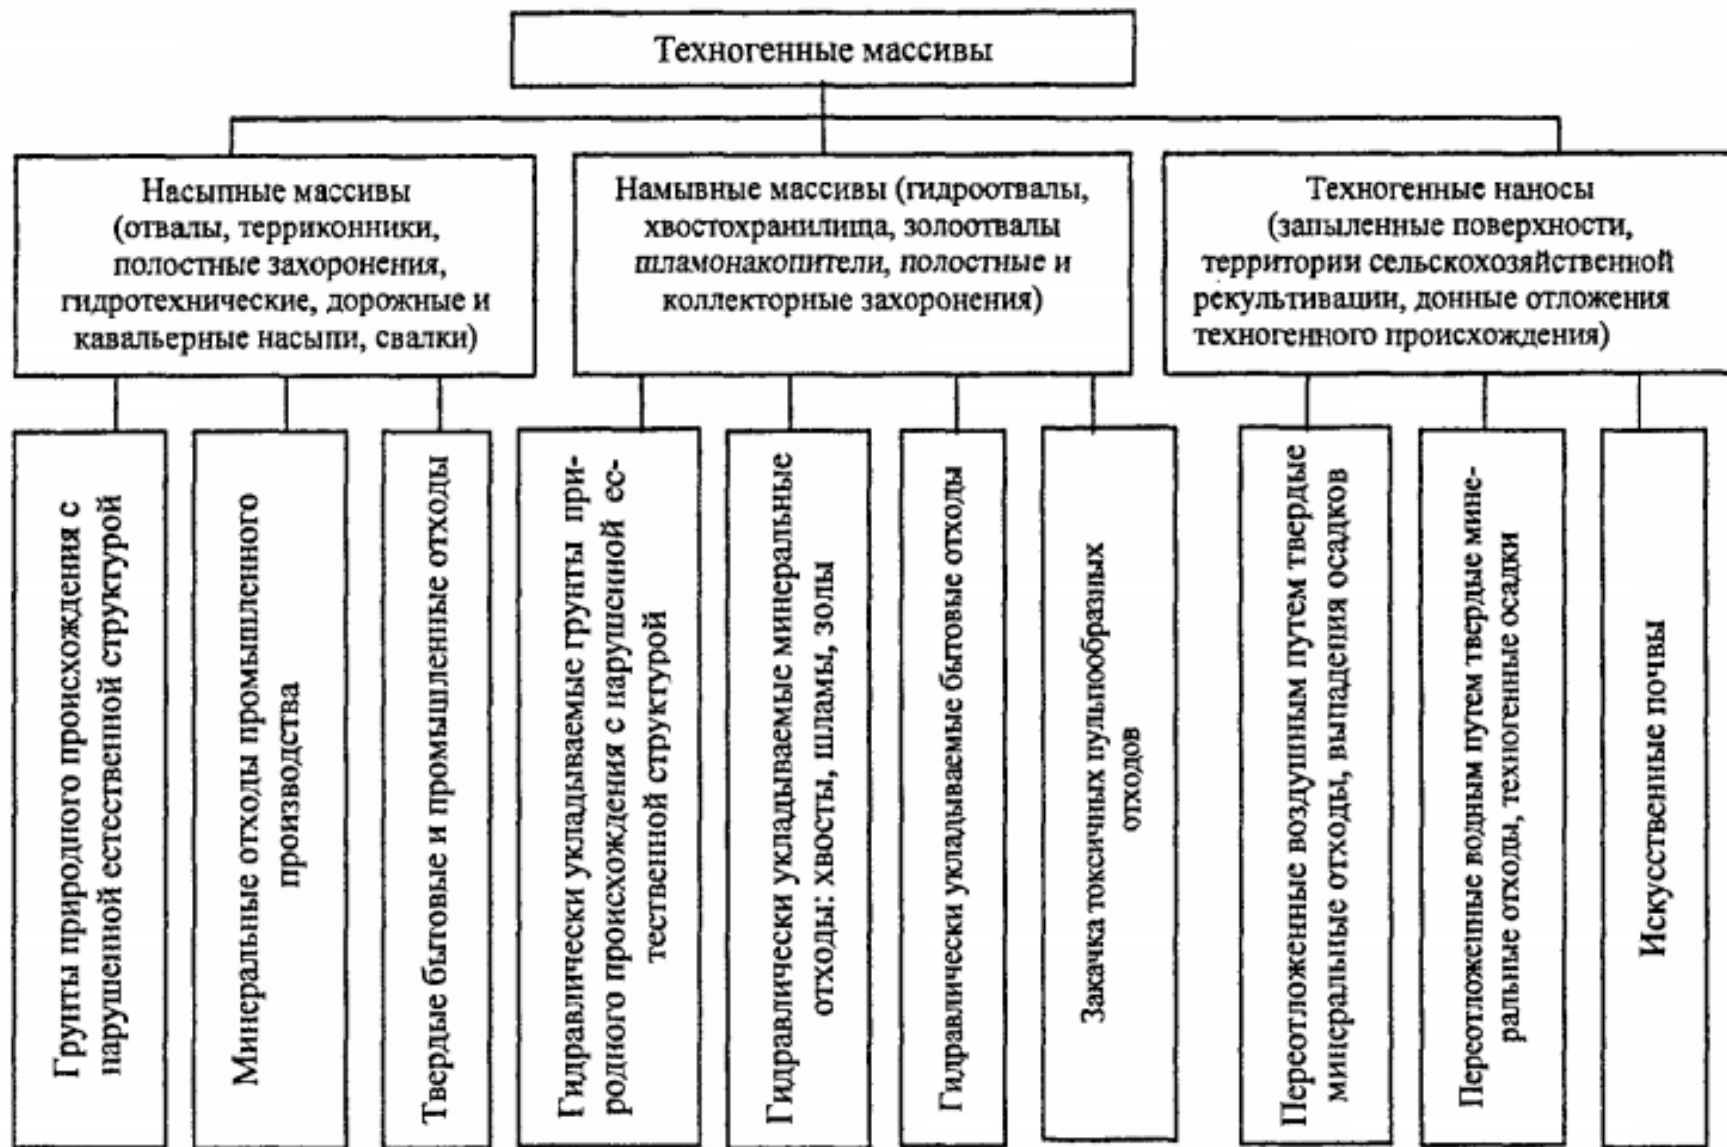 Техногенные массивы
Насыпные массивы
(отвалы, терриконники,
полостные захоронения,
гидротехнические, дорожные и
кавальерные насыпи, свалки)
Намывные массивы (гидроотвалы,
хвостохранилища, золоотвалы
шламонакопители, полостные и
коллекторные захоронения)
Техногенные наносы
(запыленные поверхности,
территории сельскохозяйственной
рекультивации, донные отложения
техногенного происхождения)
Грунты природного происхождения с
нарушенной естественной структурой
Минеральные отходы промышленного
производства
Твердые бытовые и промышленные отходы
Гидравлически укладываемые грунты при-
родного происхождения с нарушенной ес-
тественной структурой
Гидравлически укладываемые минеральные
отходы: хвосты, шламы, золы
Гидравлически укладываемые бытовые отходы
Закачка токсичных пульпообразных
отходов
Переотложенные воздушным путем твердые
минеральные отходы, выпадения осадков
Переотложенные водным путем твердые мине-
ральные отходы, техногенные осадки
Искусственные почвы